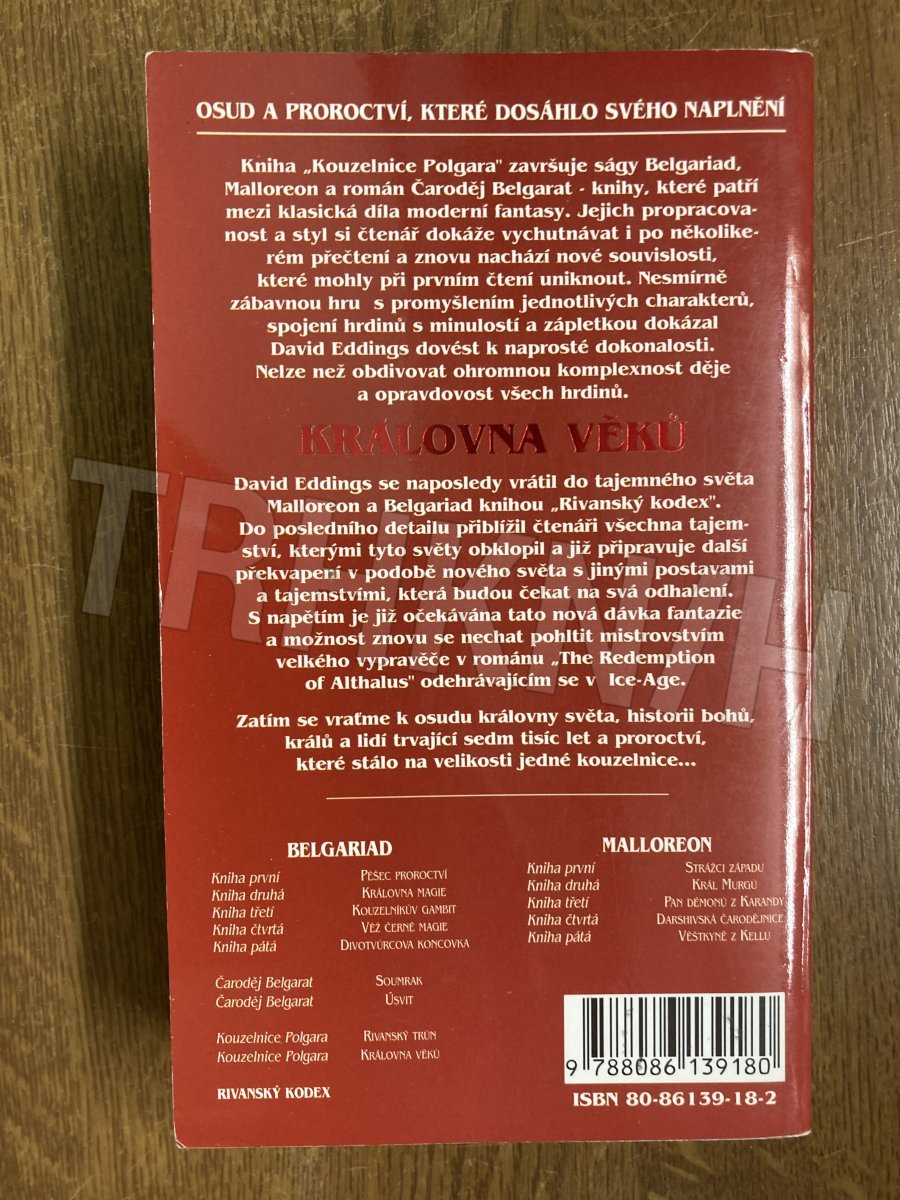 OSUD A PROROCTVÍ, KTERÉ DOSÁHLO SVÉHO NAPLNĚNÍ
Kniha „Kouzelnice Polgara" završuje ságy Belgariad,
Malloreon a román Čaroděj Belgarat - knihy, které patří
mezi klasická díla moderní fantasy. Jejich propracova-
nost a styl si čtenář dokáže vychutnávat i po několike-
rém přečtení a znovu nachází nové souvislosti,
které mohly při prvním čtení uniknout. Nesmírně
zábavnou hru s promyšlením jednotlivých charakterů,
spojení hrdinů s minulostí a zápletkou dokázal
David Eddings dovést k naprosté dokonalosti.
Nelze než obdivovat ohromnou komplexnost děje
a opravdovost všech hrdinů.
KRÁLOVNA VĚKŮ
David Eddings se naposledy vrátil do tajemného světa
Malloreon a Belgariad knihou „Rivanský kodex".
Do posledního detailu přiblížil čtenáři všechna tajem-
ství, kterými tyto světy obklopil a již připravuje další
překvapení v podobě nového světa s jinými postavami
a tajemstvími, která budou čekat na svá odhalení.
S napětím je již očekávána tato nová dávka fantazie
a možnost znovu se nechat pohltit mistrovstvím
velkého vypravěče v románu „The Redemption
of Althalus" odehrávajícím se v Ice-Age.
Zatím se vraťme k osudu královny světa, historii bohů,
králů a lidí trvající sedm tisíc let a proroctví,
které stálo na velikosti jedné kouzelnice...
BELGARIAD
Kniha první PĚŠEC PROROCTVÍ
Kniha druhá KRÁLOVNA MAGIE
Kniha třetí KOUZELNÍKŮV GAMBIT
Kniha čtvrtá VĚŽ ČERNÉ MAGIE
Kniha pátá DIVOTVŮRCOVA KONCOVKA
Čaroděj Belgarat SOUMRAK
Čaroděj Belgarat ÚSVIT
Kouzelnice Polgara RIVANSKÝ TRŮN
Kouzelnice Polgara KRÁLOVNA VĚKŮ
RIVANSKÝ KODEX
MALLOREON
Kniha první STRÁŽCI ZÁPADU
Kniha druhá KRÁL MURGŮ
Kniha třetí PÁN DÉMONŮ Z KARANDY
Kniha čtvrtá DARSHIVSKÁ ČARODĚJNICE
Kniha pátá VĚŠTKYNĚ Z KELLU
9 788086 139180
ISBN 80-86139-18-2